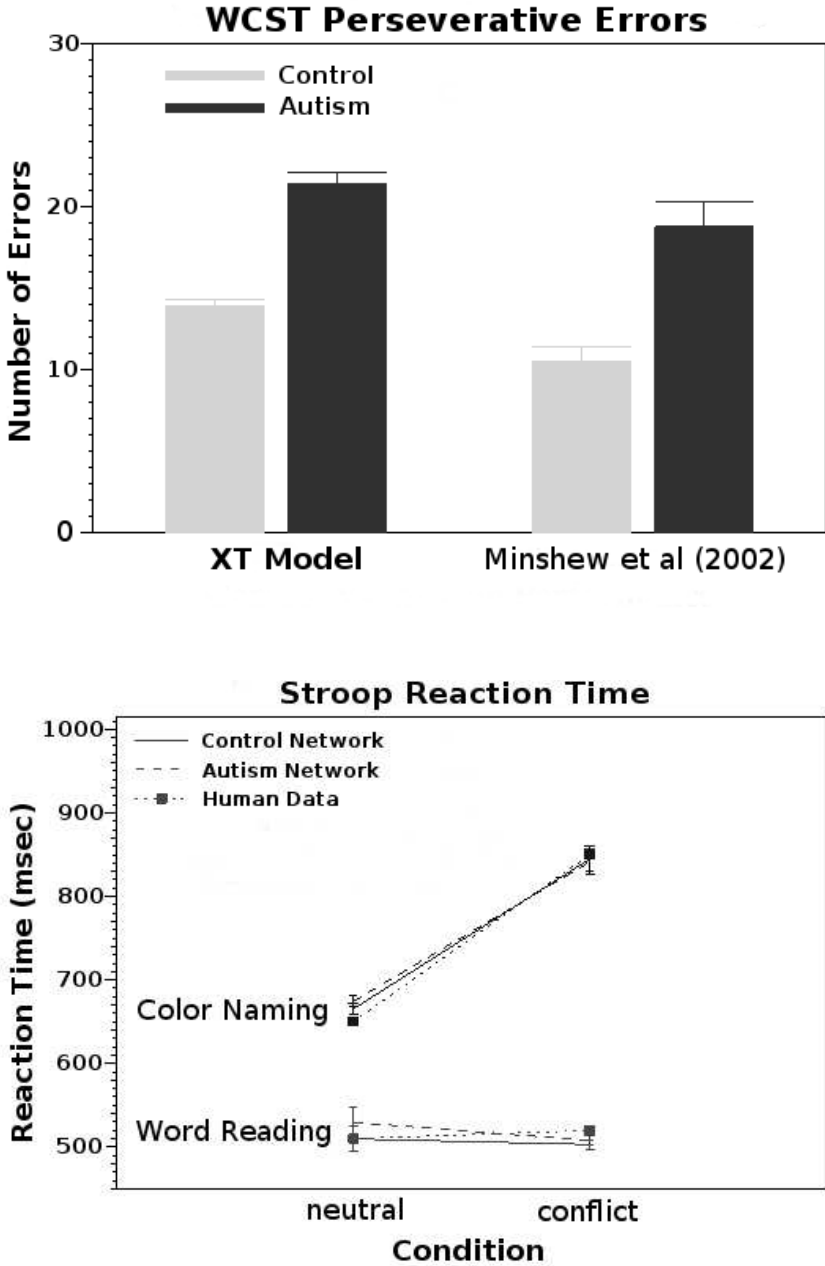 WCST Perseverative Errors
30
Control
Autism
20
10
0
Number of Errors
XT Model
Minshew et al (2002)
Stroop Reaction Time
1000
Control Network
Autism Network
Human Data
900
800
700
Color Naming
600
Word Reading
500
Reaction Time (msec)
neutral
conflict
Condition